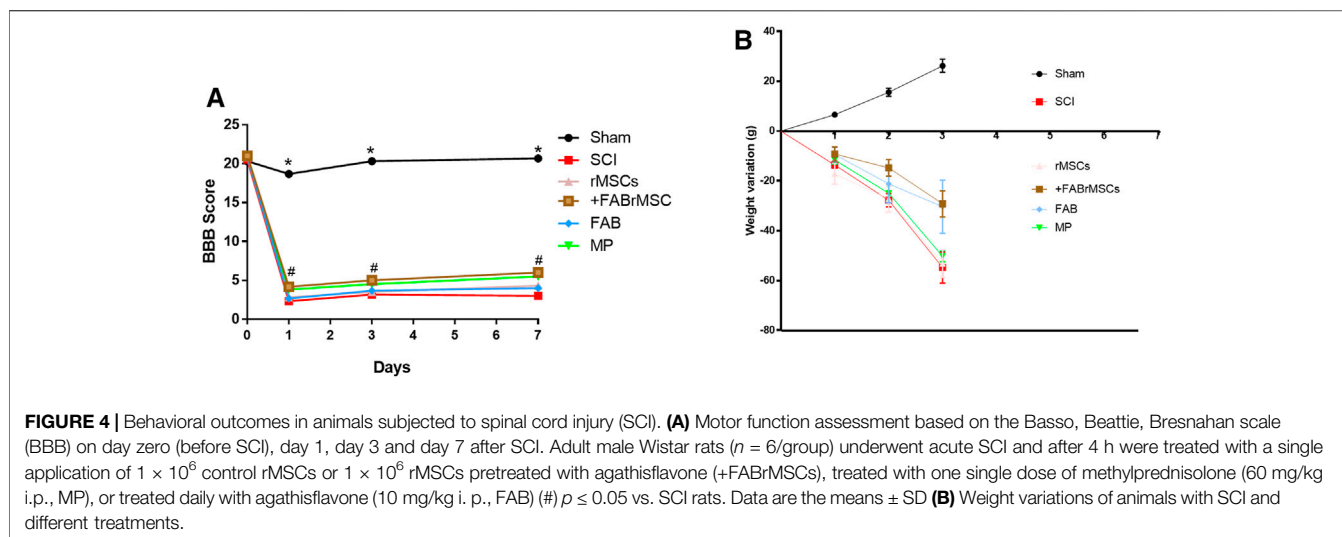 A
25
20
15
10
5
0
BBB Score
* * *
# # #
0 1 2 3 4 5 6 7
Days
Sham
SCI
rMSCs
+FABrMSC
FAB
MP
B
40
20
0
-20
-40
-60
-80
Weight variation (g)
1 2 3 4 5 6 7
Sham
SCI
rMSCs
+FABrMSCs
FAB
MP
FIGURE 4 | Behavioral outcomes in animals subjected to spinal cord injury (SCI). (A) Motor function assessment based on the Basso, Beattie, Bresnahan scale
(BBB) on day zero (before SCI), day 1, day 3 and day 7 after SCI. Adult male Wistar rats (n = 6/group) underwent acute SCI and after 4 h were treated with a single
application of 1 × 10⁶ control rMSCs or 1 × 10⁶ rMSCs pretreated with agathisflavone (+FABrMSCs), treated with one single dose of methylprednisolone (60 mg/kg
i.p., MP), or treated daily with agathisflavone (10 mg/kg i. p., FAB) (#) p ≤ 0.05 vs. SCI rats. Data are the means ± SD (B) Weight variations of animals with SCI and
different treatments.